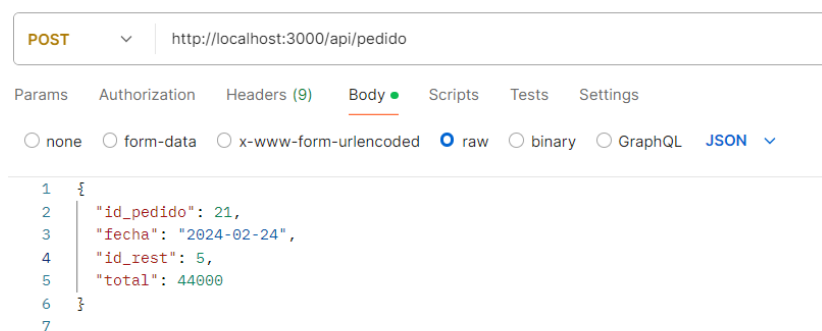 POST http://localhost:3000/api/pedido
Params Authorization Headers (9) Body Scripts Tests Settings
none form-data x-www-form-urlencoded raw binary GraphQL JSON
1 {
2 "id_pedido": 21,
3 "fecha": "2024-02-24",
4 "id_rest": 5,
5 "total": 44000
6 }
7